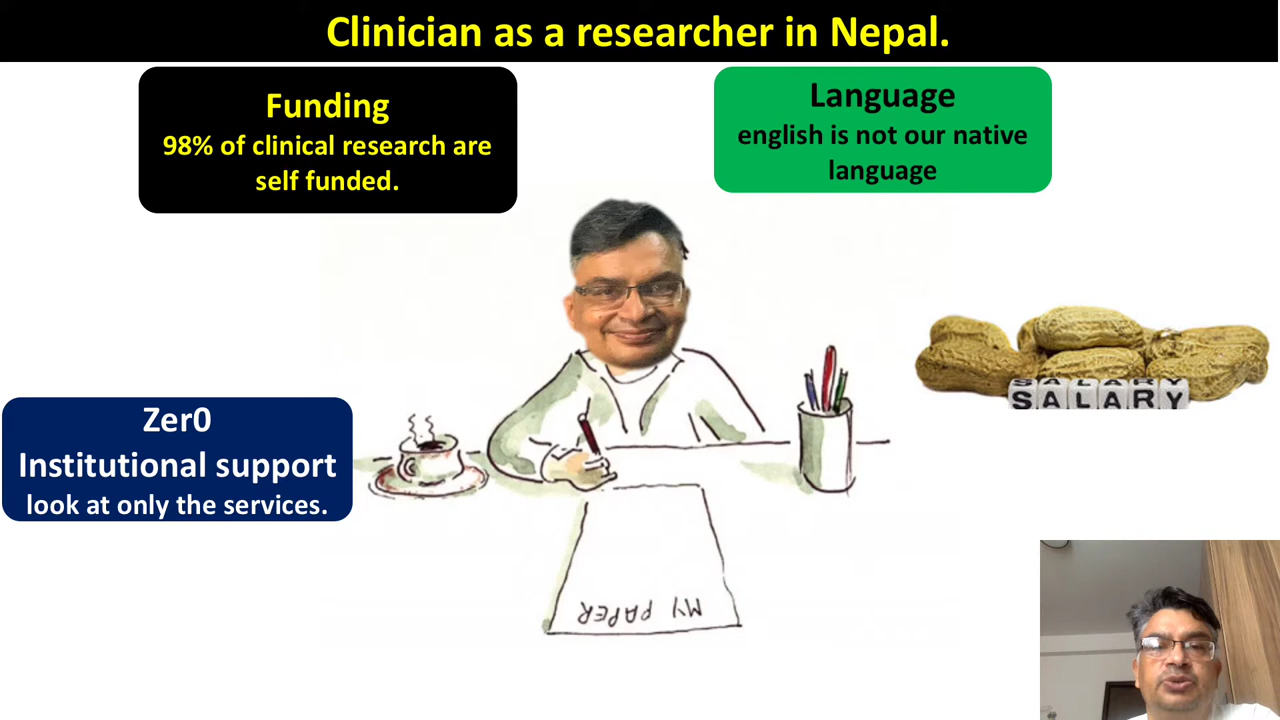 Clinician as a researcher in Nepal.
Funding
98% of clinical research are
self funded.
Language
english is not our native
language
SALARY
Zer0
Institutional support
look at only the services.
MY PAPER